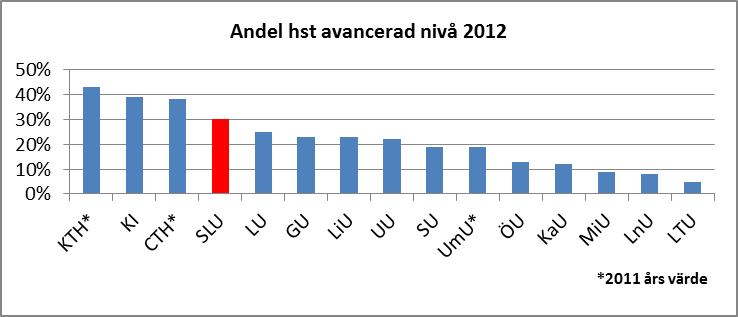 Andel hst avancerad nivå 2012
50%
40%
30%
20%
10%
0%
KTH*
KI
CTH*
SLU
LU
GU
LiU
UU
SU
UmU*
ÖU
KaU
MiU
LnU
LTU
*2011 års värde